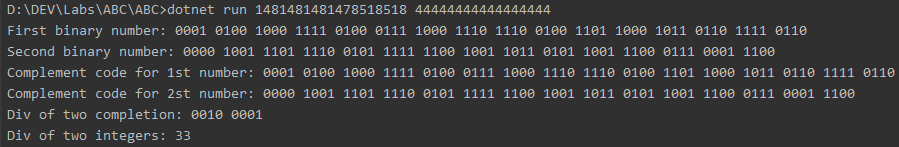 D:\DEV\Labs\ABC\ABC>dotnet run 1481481481478518518 44444444444444444
First binary number: 0001 0100 1000 1111 0100 0111 1000 1110 1110 0100 1101 1000 1011 0110 1111 0110
Second binary number: 0000 1001 1101 1110 0101 1111 1100 1001 1011 0101 1001 1100 0111 0001 1100
Complement code for 1st number: 0001 0100 1000 1111 0100 0111 1000 1110 1110 0100 1101 1000 1011 0110 1111 0110
Complement code for 2st number: 0000 1001 1101 1110 0101 1111 1100 1001 1011 0101 1001 1100 0111 0001 1100
Div of two completion: 0010 0001
Div of two integers: 33